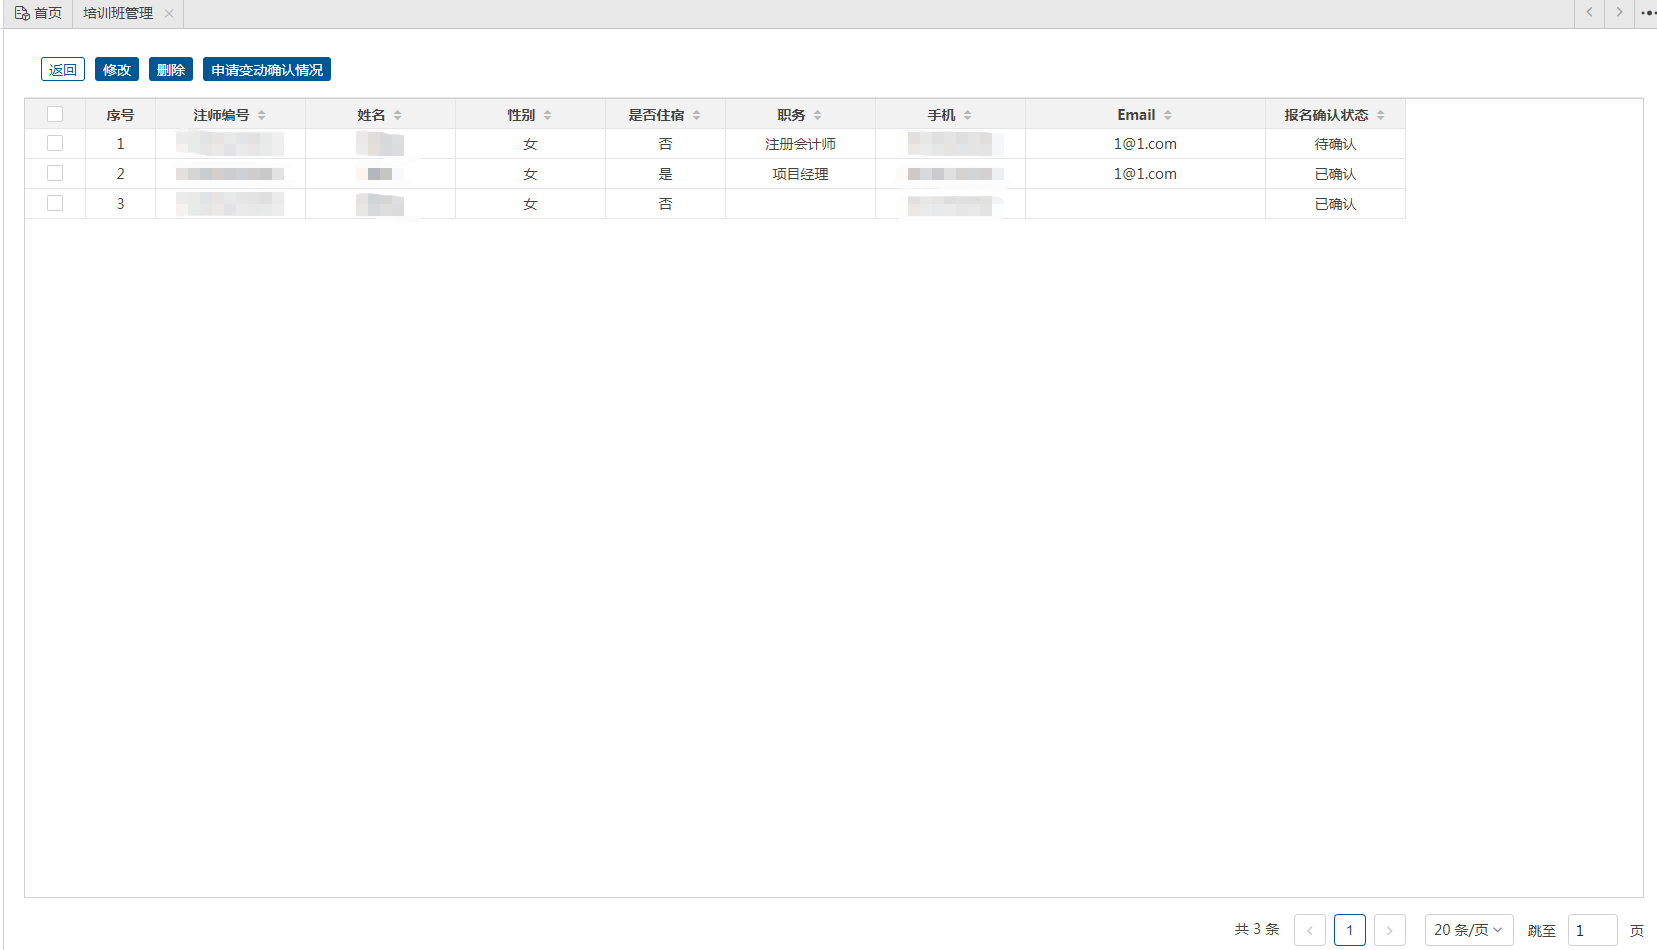 首页 培训班管理
返回 修改 删除 申请变动确认情况
序号 注师编号 姓名 性别 是否住宿 职务 手机 Email 报名确认状态
1 女 否 注册会计师 1@1.com 待确认
2 女 是 项目经理 1@1.com 已确认
3 女 否 已确认
共 3 条 1 20 条/页 跳至 1 页